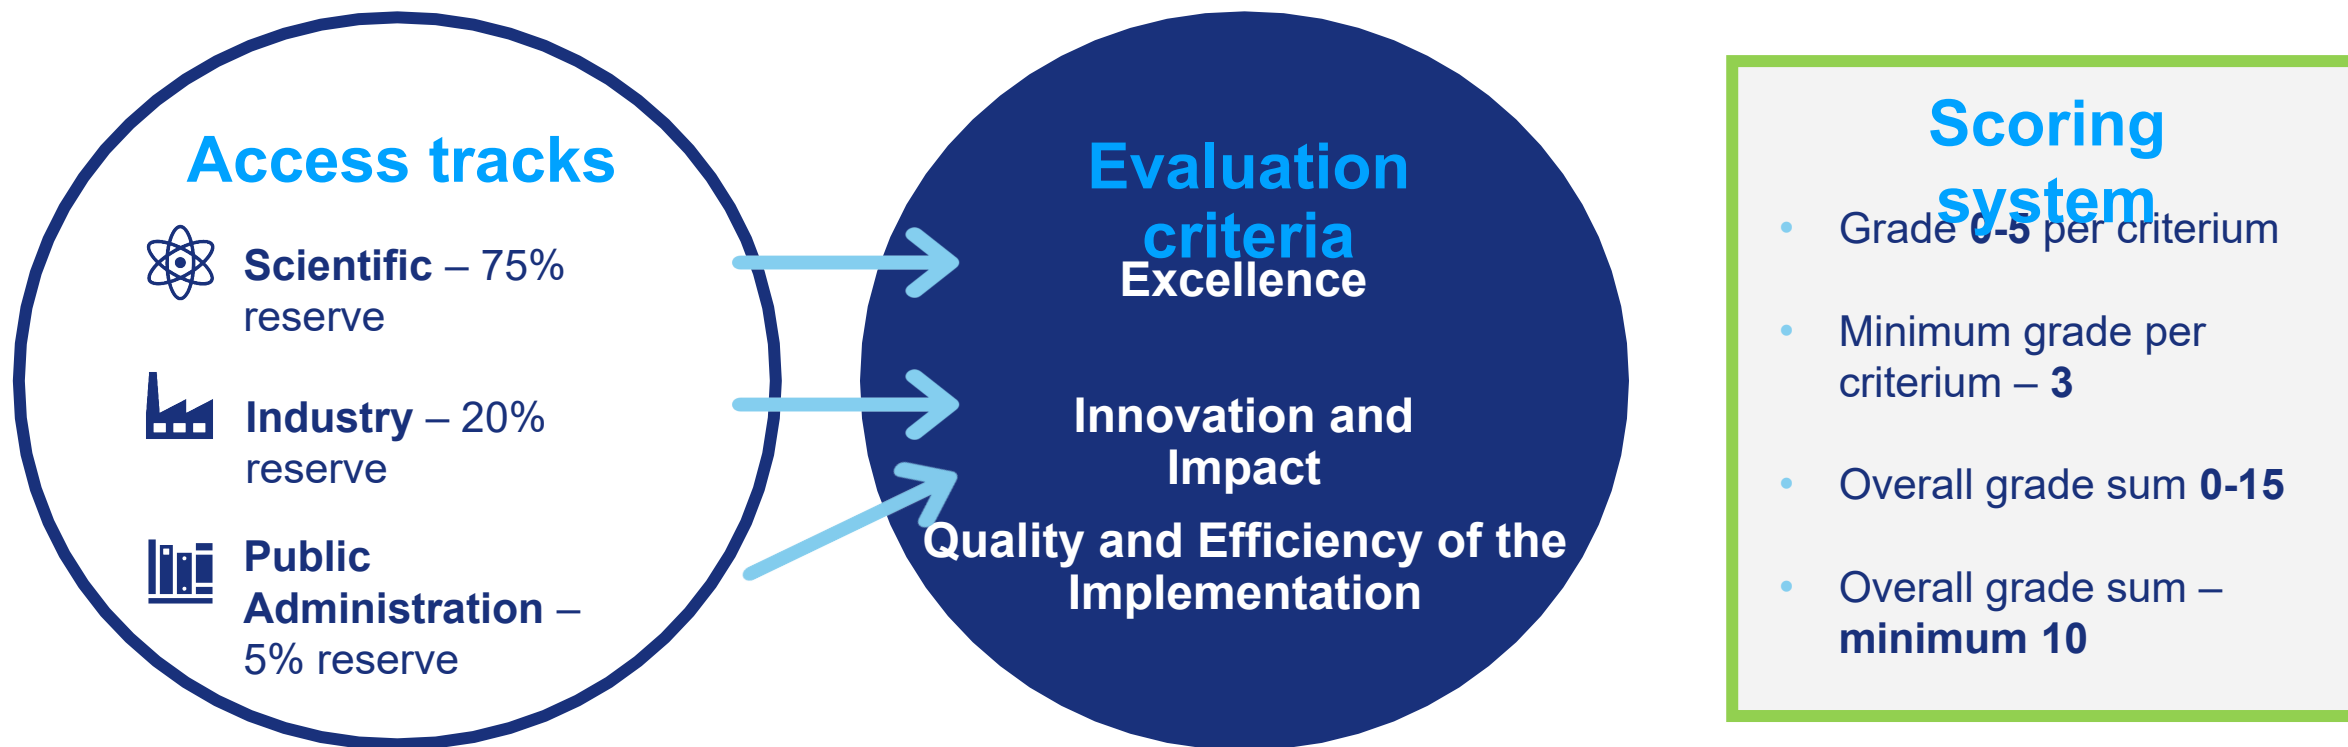 Access tracks
Scientific – 75%
reserve
Industry – 20%
reserve
Public
Administration –
5% reserve
Evaluation
criteria
Excellence
Innovation and
Impact
Quality and Efficiency of the
Implementation
Scoring
system
• Grade 0-5 per criterium
• Minimum grade per
criterium – 3
• Overall grade sum 0-15
• Overall grade sum –
minimum 10